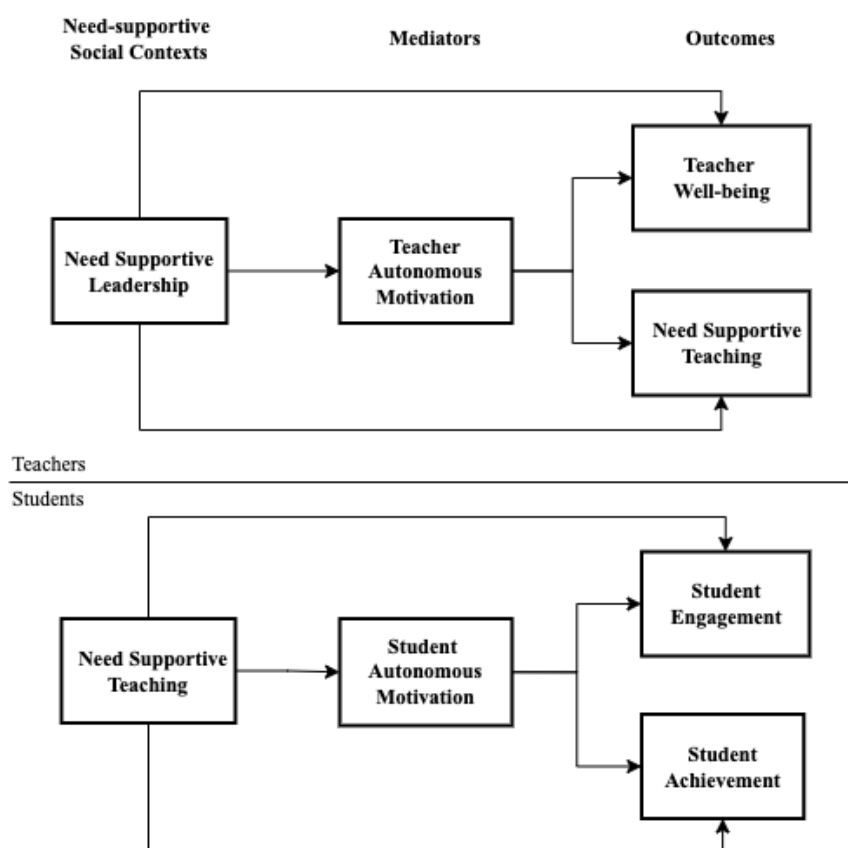 Need-supportive
Social Contexts
Mediators
Outcomes
Teacher
Well-being
Need Supportive
Leadership
Teacher
Autonomous
Motivation
Need Supportive
Teaching
Teachers
Students
Student
Engagement
Need Supportive
Teaching
Student
Autonomous
Motivation
Student
Achievement